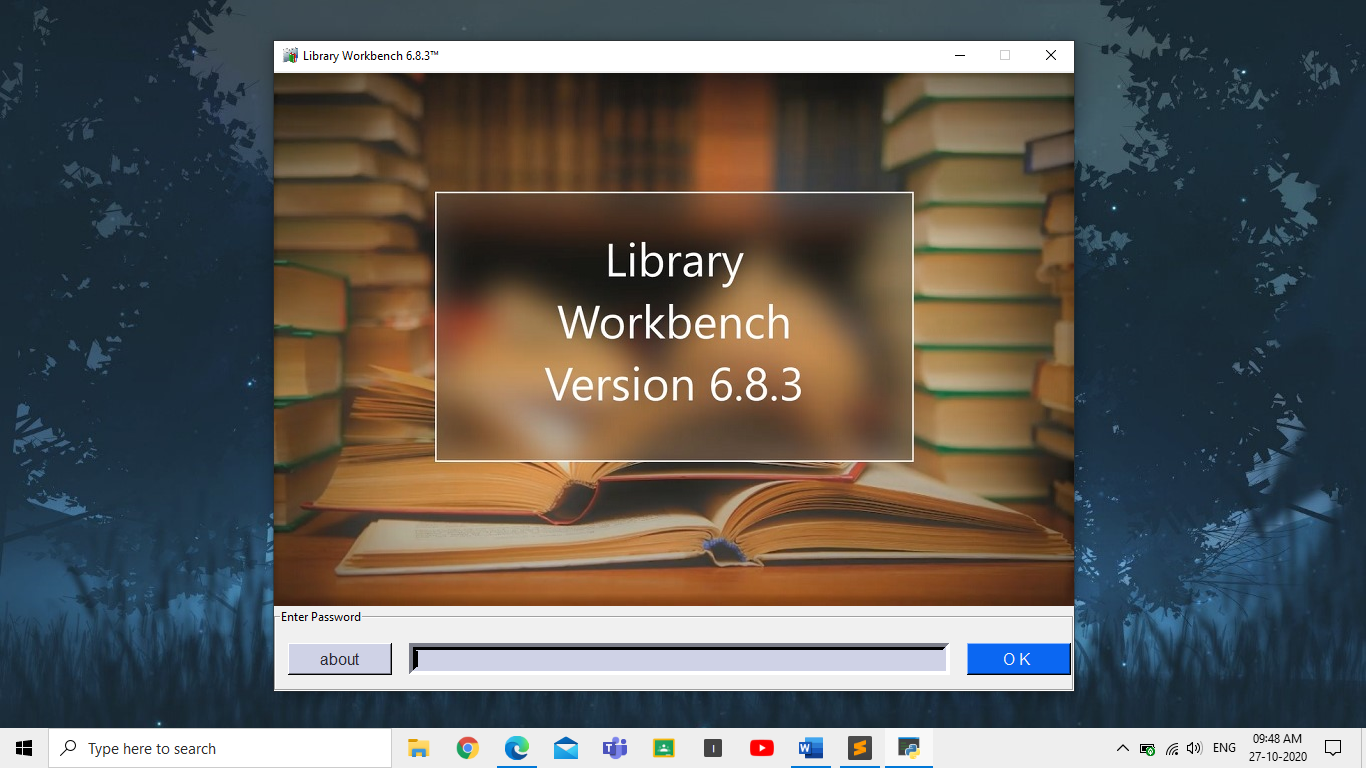 Library Workbench 6.8.3™
Library
Workbench
Version 6.8.3
Enter Password
about
O K
Type here to search
ENG
09:48 AM
27-10-2020